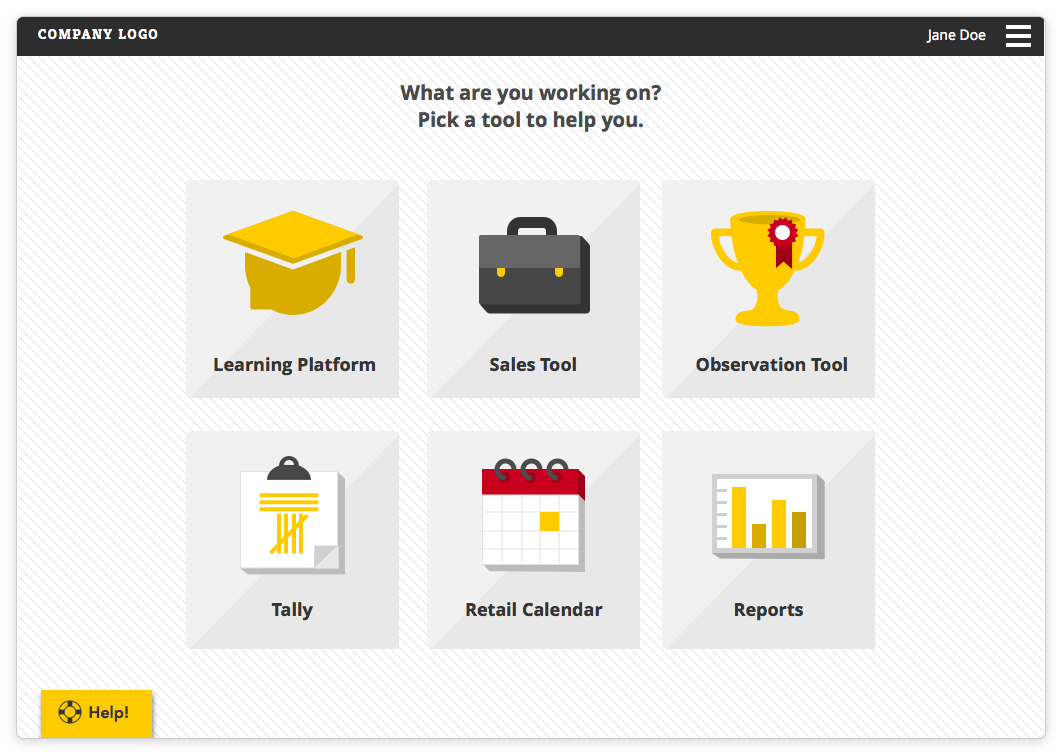 COMPANY LOGO
Jane Doe
What are you working on?
Pick a tool to help you.
Learning Platform
Sales Tool
Observation Tool
Tally
Retail Calendar
Reports
Help!